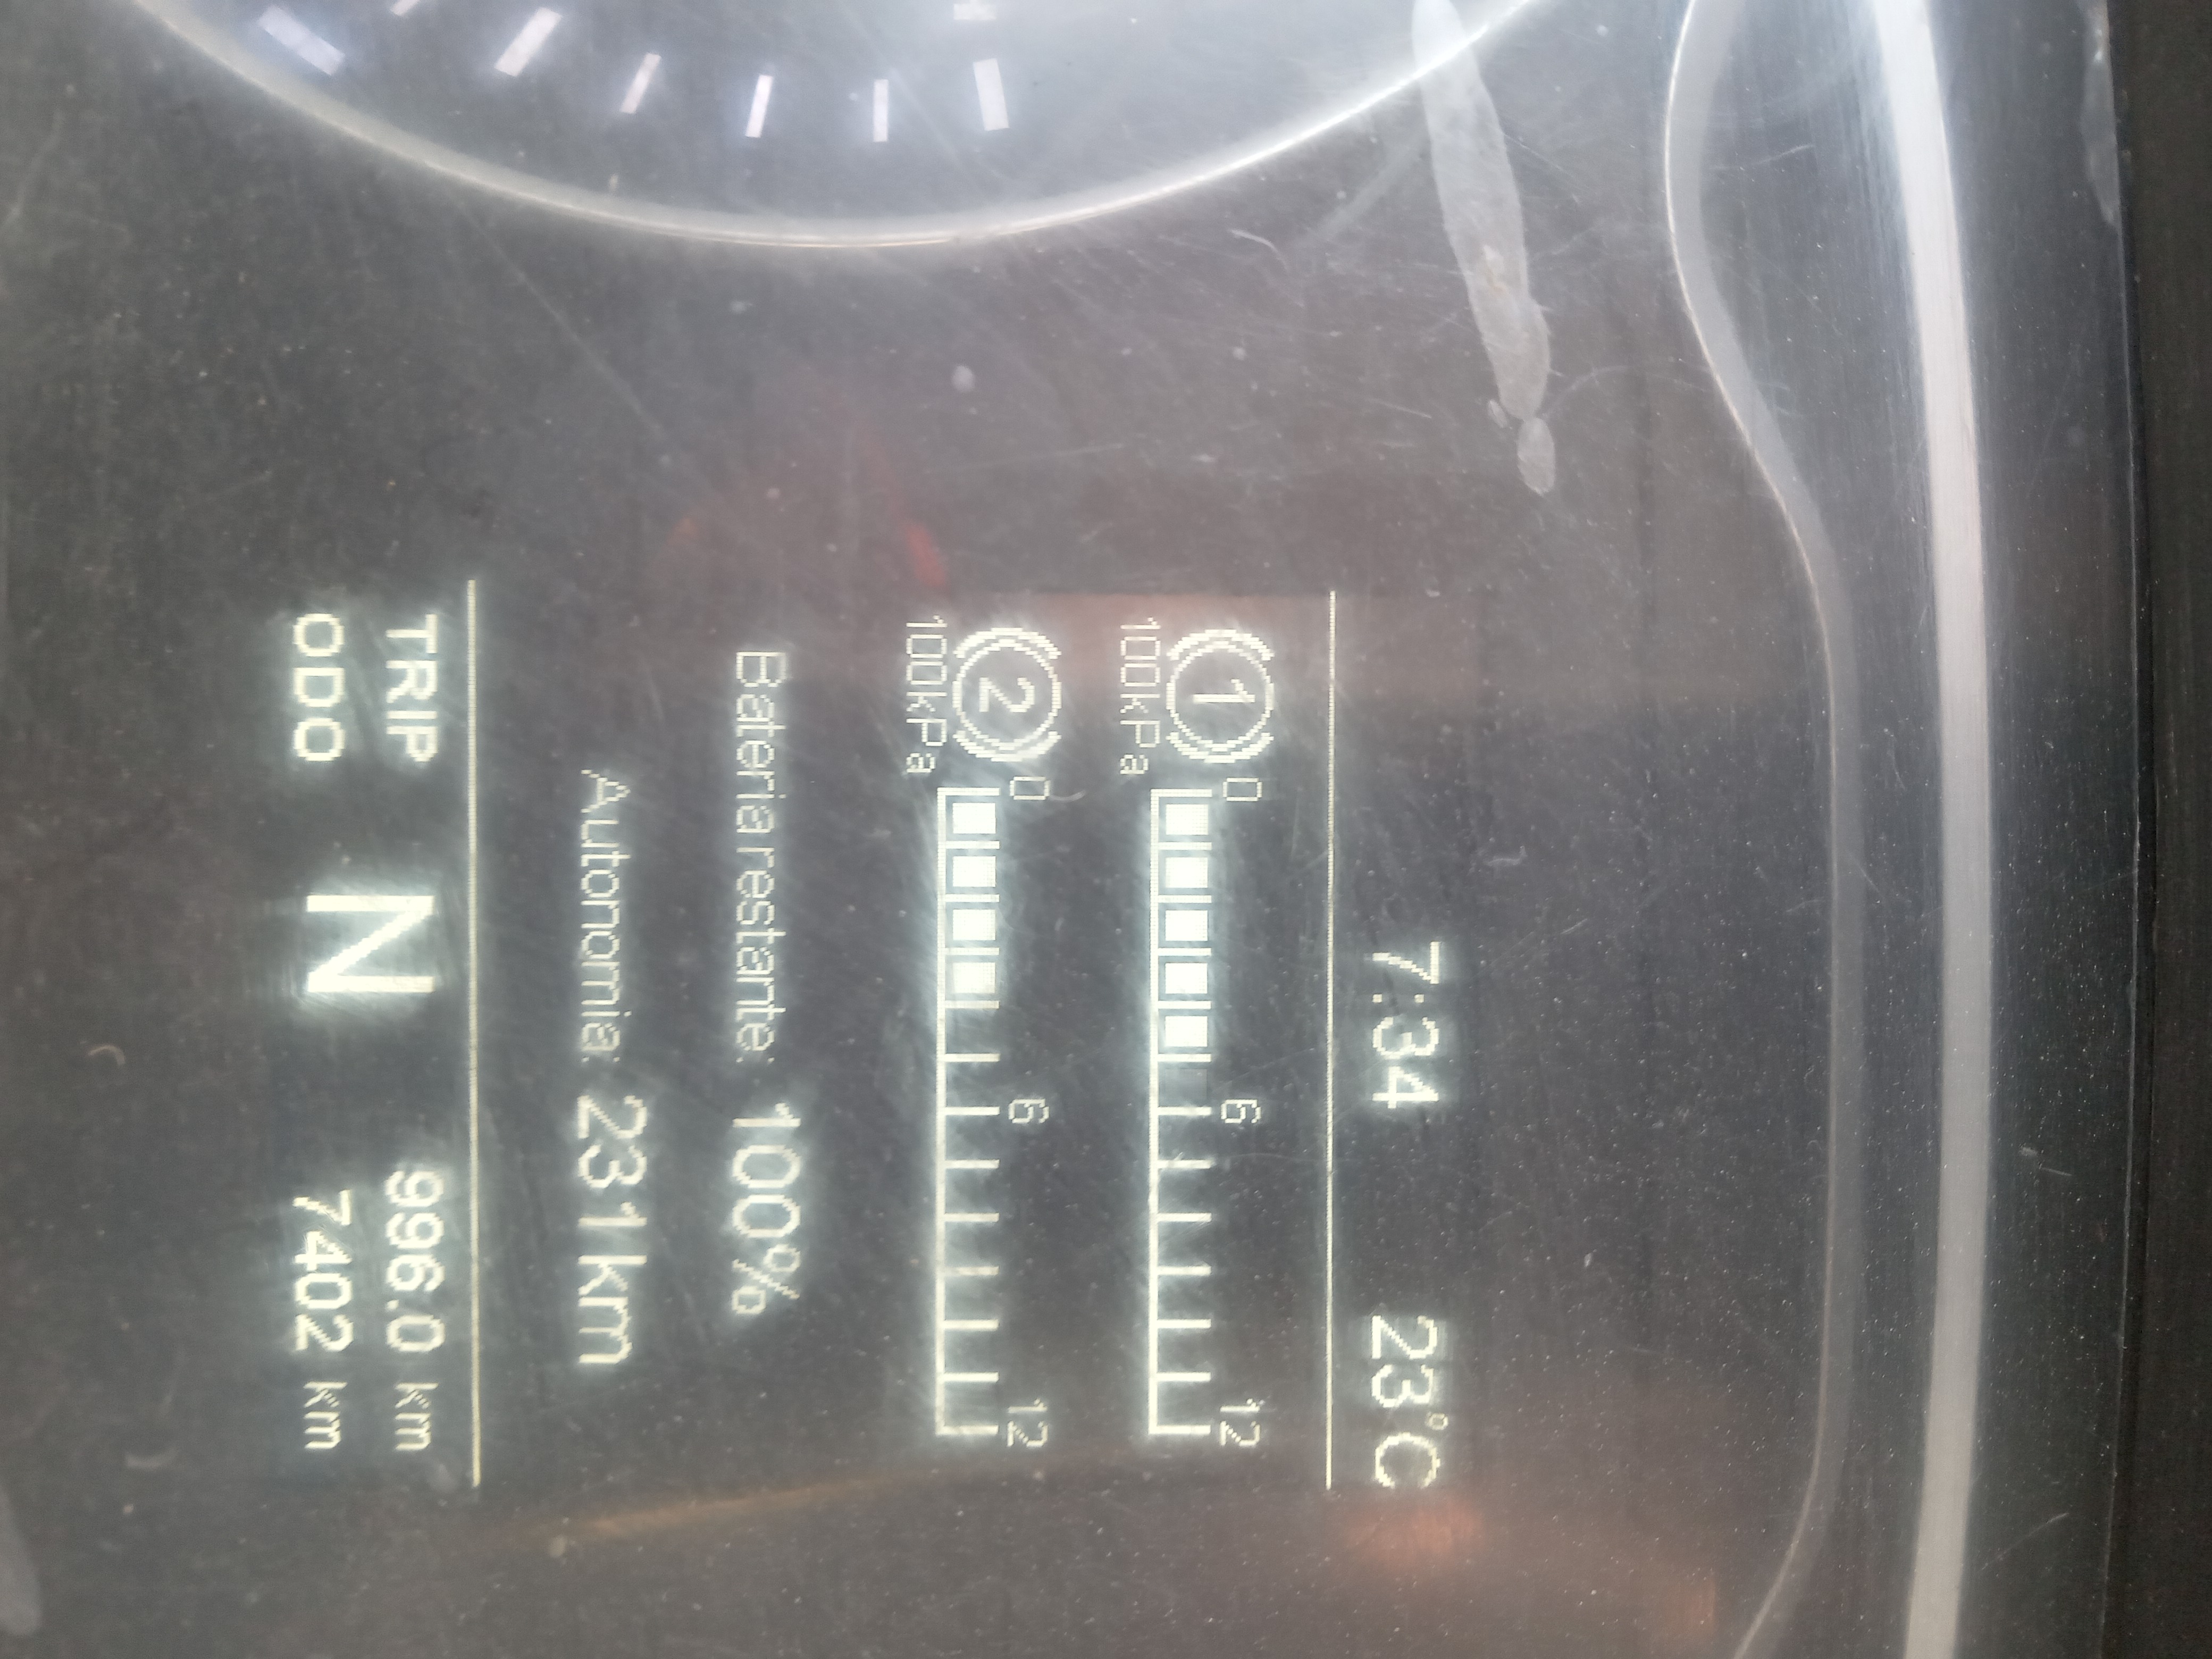 7:34 23°C
1 0 6 12
100kPa
2 0 6 12
100kPa
Bateria restante: 100%
Autonomia: 231 km
TRIP N 996.0 km
ODO 7402 km